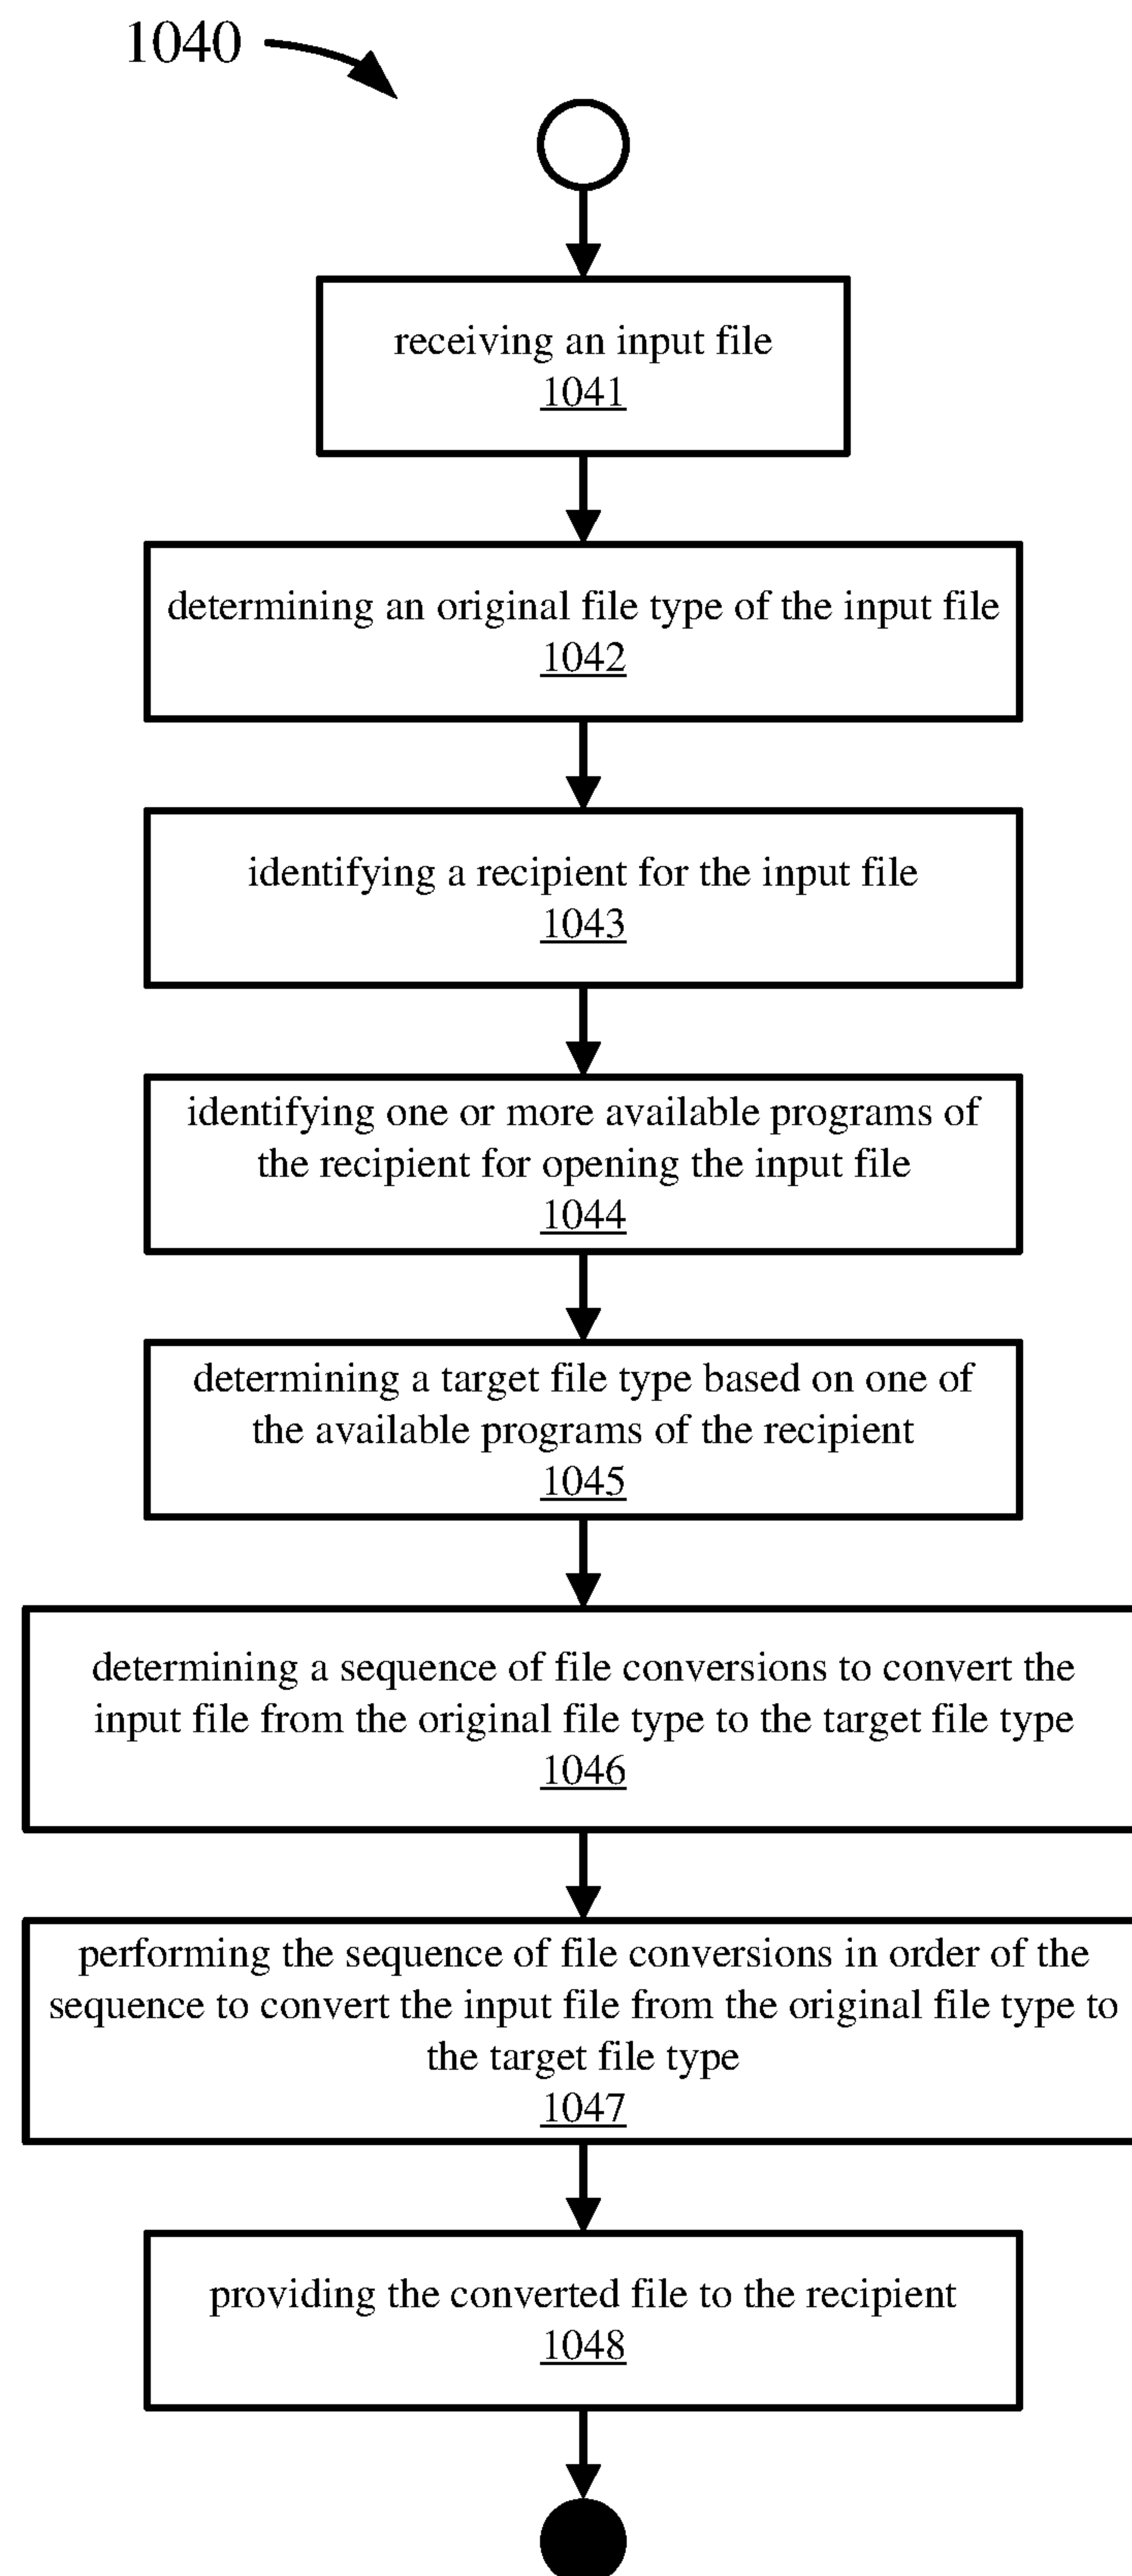 1040
receiving an input file
1041
determining an original file type of the input file
1042
identifying a recipient for the input file
1043
identifying one or more available programs of
the recipient for opening the input file
1044
determining a target file type based on one of
the available programs of the recipient
1045
determining a sequence of file conversions to convert the
input file from the original file type to the target file type
1046
performing the sequence of file conversions in order of the
sequence to convert the input file from the original file type to
the target file type
1047
providing the converted file to the recipient
1048